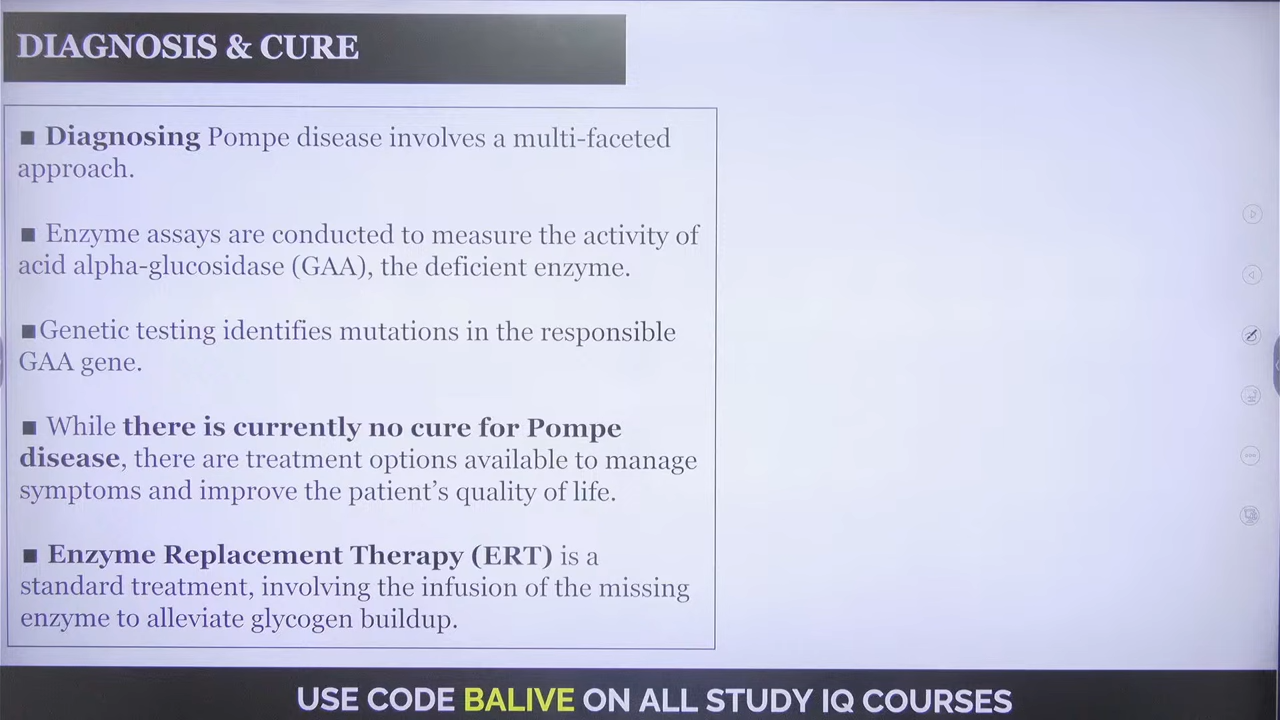 DIAGNOSIS & CURE
■ Diagnosing Pompe disease involves a multi-faceted
approach.
■ Enzyme assays are conducted to measure the activity of
acid alpha-glucosidase (GAA), the deficient enzyme.
■Genetic testing identifies mutations in the responsible
GAA gene.
■ While there is currently no cure for Pompe
disease, there are treatment options available to manage
symptoms and improve the patient's quality of life.
■ Enzyme Replacement Therapy (ERT) is a
standard treatment, involving the infusion of the missing
enzyme to alleviate glycogen buildup.
USE CODE BALIVE ON ALL STUDY IQ COURSES